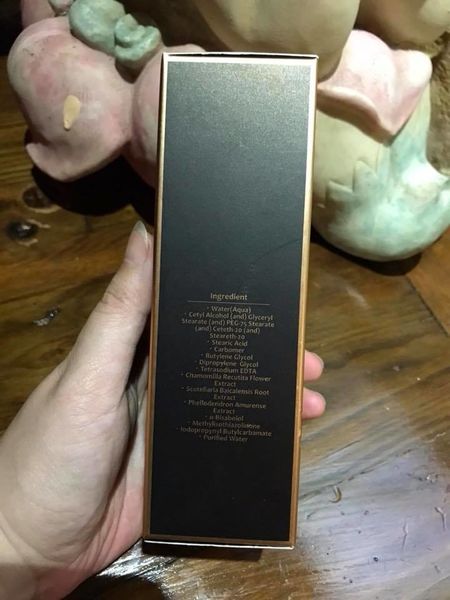 Ingredient
· Water(Aqua)
· Cetyl Alcohol (and) Glyceryl
Stearate (and) PEG-75 Stearate
(and) Ceteth-20 (and)
Steareth-20
· Stearic Acid
· Carbomer
· Butylene Glycol
Dipropylene Glycol
· Tetrasodium EDTA
· Chamomilla Recutita Flower
Extract
· Scutellaria Baicalensis Root
Extract
· Phellodendron Amurense
Extract
· α-Bisabolol
· Methylisothiazolinone
· Iodopropynyl Butylcarbamate
· Purified Water